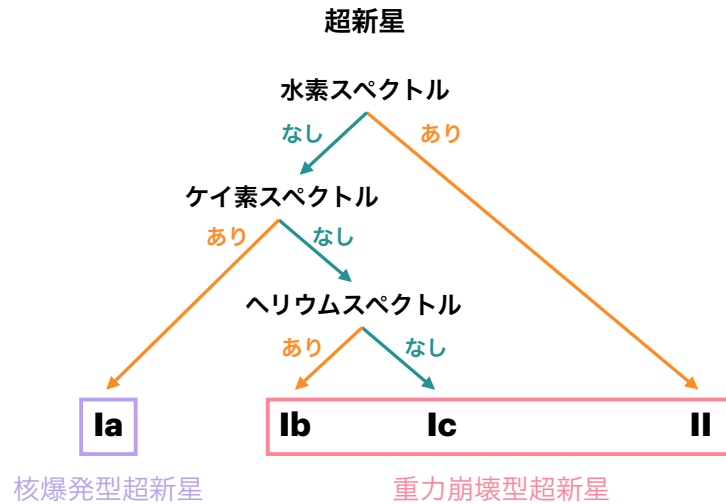 超新星
水素スペクトル
なし
あり
ケイ素スペクトル
あり
なし
ヘリウムスペクトル
あり
なし
Ia
Ib
Ic
II
核爆発型超新星
重力崩壊型超新星